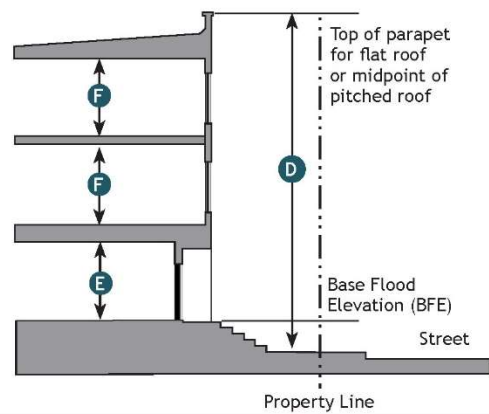 Top of parapet
for flat roof
or midpoint of
pitched roof
F
D
F
E
Base Flood
Elevation (BFE)
Street
Property Line